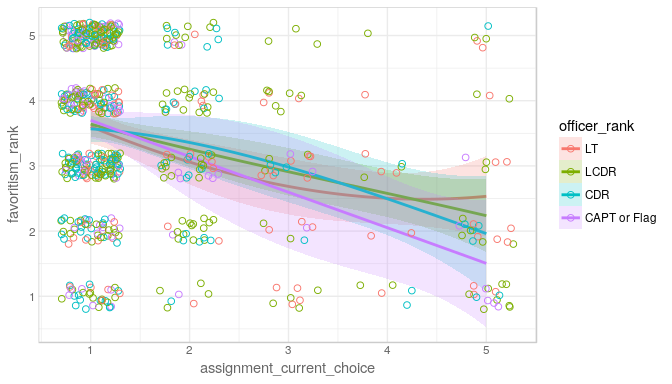 5
4
3
2
1
favoritism_rank
1 2 3 4 5
assignment_current_choice
officer_rank
LT
LCDR
CDR
CAPT or Flag